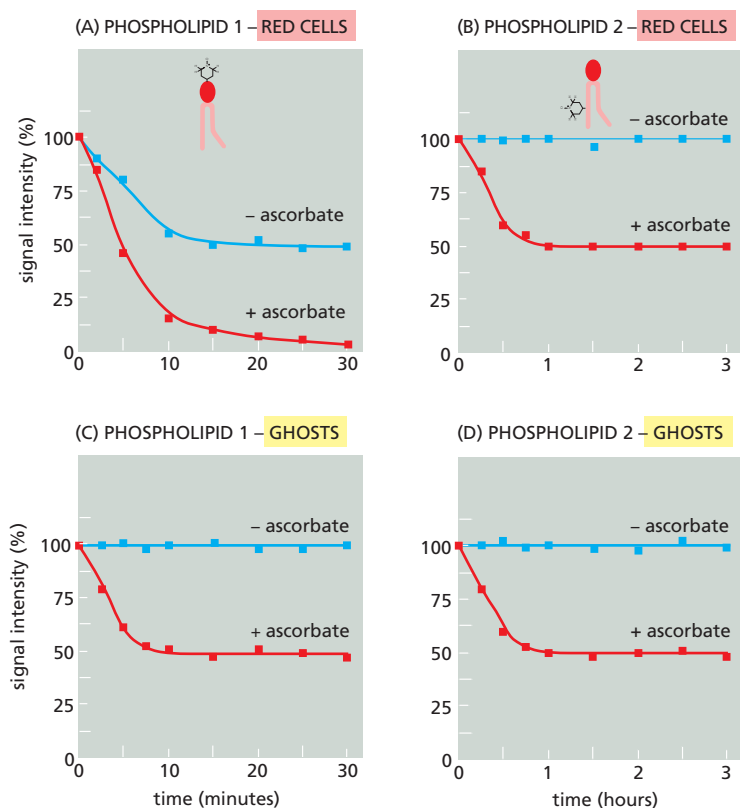 (A) PHOSPHOLIPID 1 – RED CELLS
signal intensity (%)
100
75
50
25
0
– ascorbate
+ ascorbate
0 10 20 30
(B) PHOSPHOLIPID 2 – RED CELLS
100
75
50
25
0
– ascorbate
+ ascorbate
0 1 2 3
(C) PHOSPHOLIPID 1 – GHOSTS
signal intensity (%)
100
75
50
25
0
– ascorbate
+ ascorbate
0 10 20 30
time (minutes)
(D) PHOSPHOLIPID 2 – GHOSTS
100
75
50
25
0
– ascorbate
+ ascorbate
0 1 2 3
time (hours)